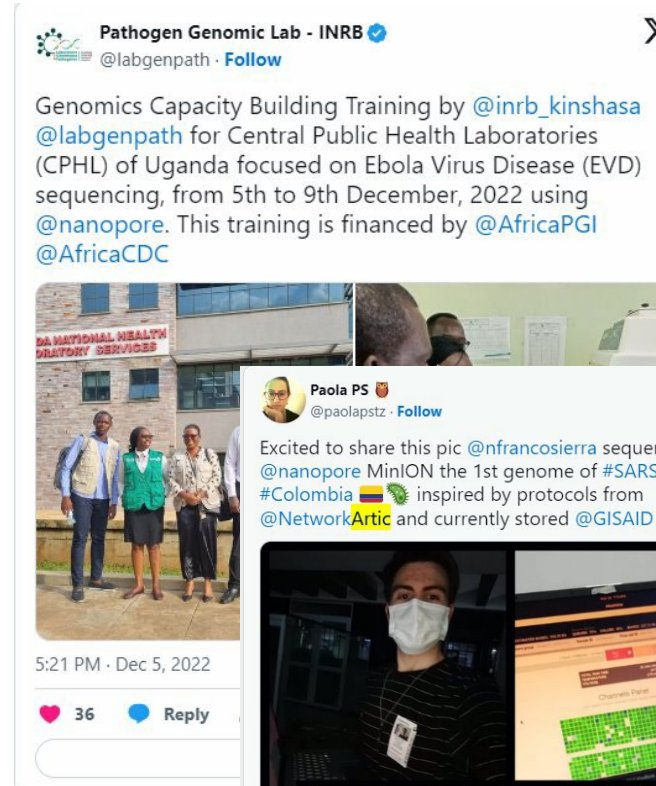 Pathogen Genomic Lab - INRB
@labgenpath · Follow
Genomics Capacity Building Training by @inrb_kinshasa
@labgenpath for Central Public Health Laboratories
(CPHL) of Uganda focused on Ebola Virus Disease (EVD)
sequencing, from 5th to 9th December, 2022 using
@nanopore. This training is financed by @AfricaPGI
@AfricaCDC
DA NATIONAL HEALTH
ORATORY SERVICES
Paola PS
@paolapstz · Follow
Excited to share this pic @nfrancosierra sequen
@nanopore MinION the 1st genome of #SARS
#Colombia 🇨🇴🦠 inspired by protocols from
@NetworkArtic and currently stored @GISAID
Channels Panel
5:21 PM · Dec 5, 2022
36 Reply